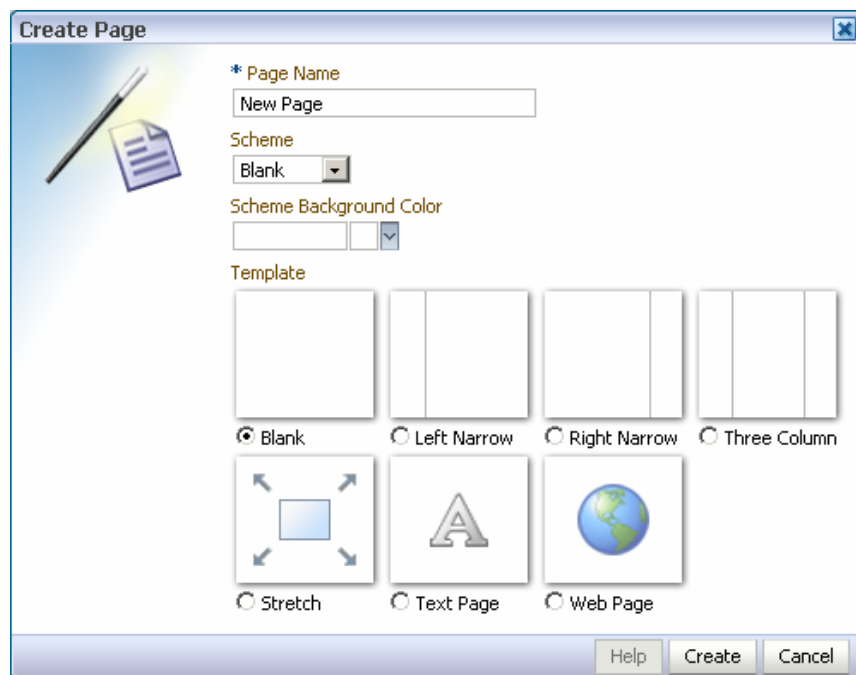 Create Page
* Page Name
New Page
Scheme
Blank
Scheme Background Color
Template
Blank
Left Narrow
Right Narrow
Three Column
A
Stretch
Text Page
Web Page
Help
Create
Cancel